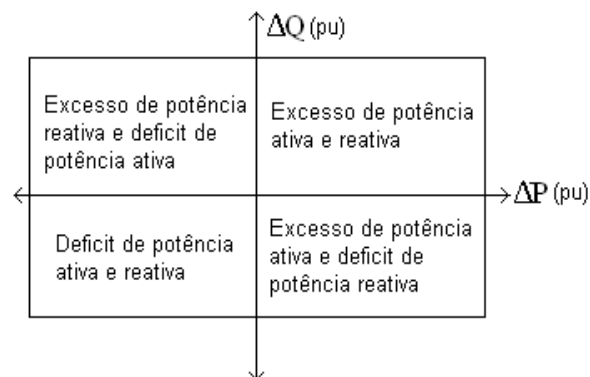 ΔQ (pu)
Excesso de potência
reativa e deficit de
potência ativa
Excesso de potência
ativa e reativa
ΔP (pu)
Deficit de potência
ativa e reativa
Excesso de potência
ativa e deficit de
potência reativa